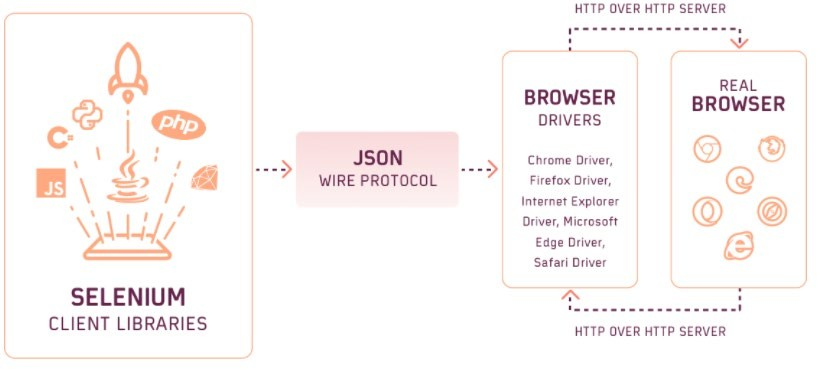 HTTP OVER HTTP SERVER
php
C
JS
SELENIUM
CLIENT LIBRARIES
JSON
WIRE PROTOCOL
BROWSER
DRIVERS
Chrome Driver,
Firefox Driver,
Internet Explorer
Driver, Microsoft
Edge Driver,
Safari Driver
REAL
BROWSER
HTTP OVER HTTP SERVER